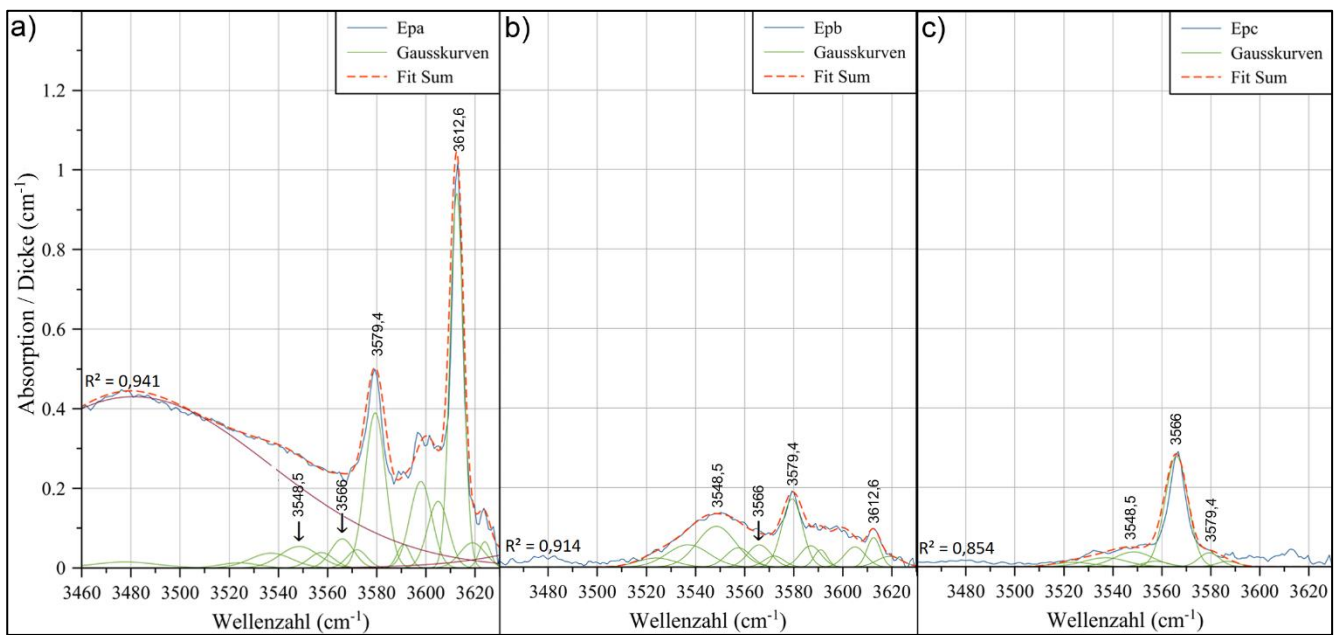 a)
Epa
Gausskurven
Fit Sum
Absorption / Dicke (cm⁻¹)
1.2
1
0.8
0.6
0.4
0.2
0
R² = 0,941
3548,5
3566
3579,4
3612,6
3460 3480 3500 3520 3540 3560 3580 3600 3620
Wellenzahl (cm⁻¹)
b)
Epb
Gausskurven
Fit Sum
R² = 0,914
3548,5
3566
3579,4
3612,6
3480 3500 3520 3540 3560 3580 3600 3620
Wellenzahl (cm⁻¹)
c)
Epc
Gausskurven
Fit Sum
R² = 0,854
3548,5
3566
3579,4
3480 3500 3520 3540 3560 3580 3600 3620
Wellenzahl (cm⁻¹)